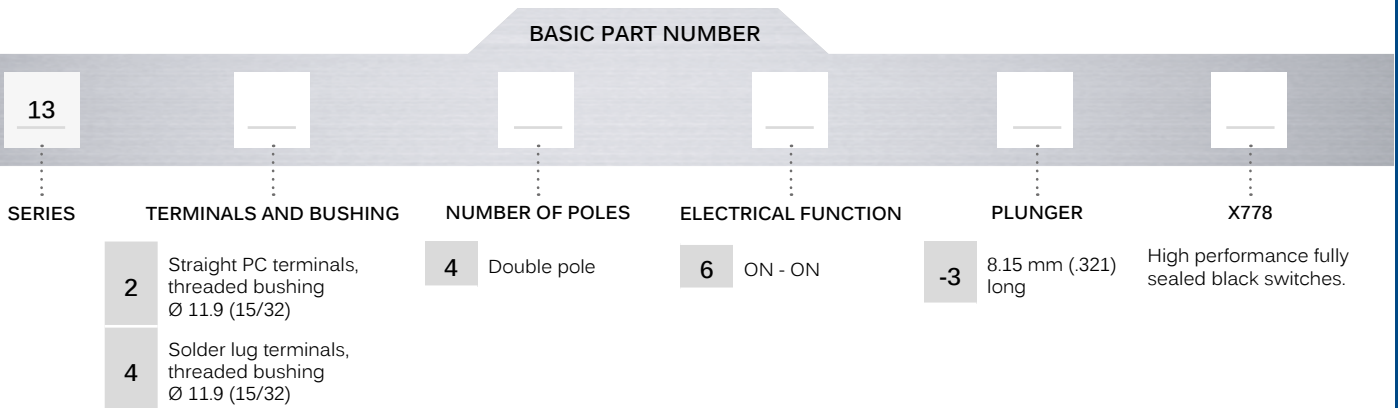 BASIC PART NUMBER
13
SERIES
TERMINALS AND BUSHING
NUMBER OF POLES
ELECTRICAL FUNCTION
PLUNGER
X778
2
Straight PC terminals,
threaded bushing
Ø 11.9 (15/32)
4
Solder lug terminals,
threaded bushing
Ø 11.9 (15/32)
4
Double pole
6
ON - ON
-3
8.15 mm (.321)
long
High performance fully
sealed black switches.